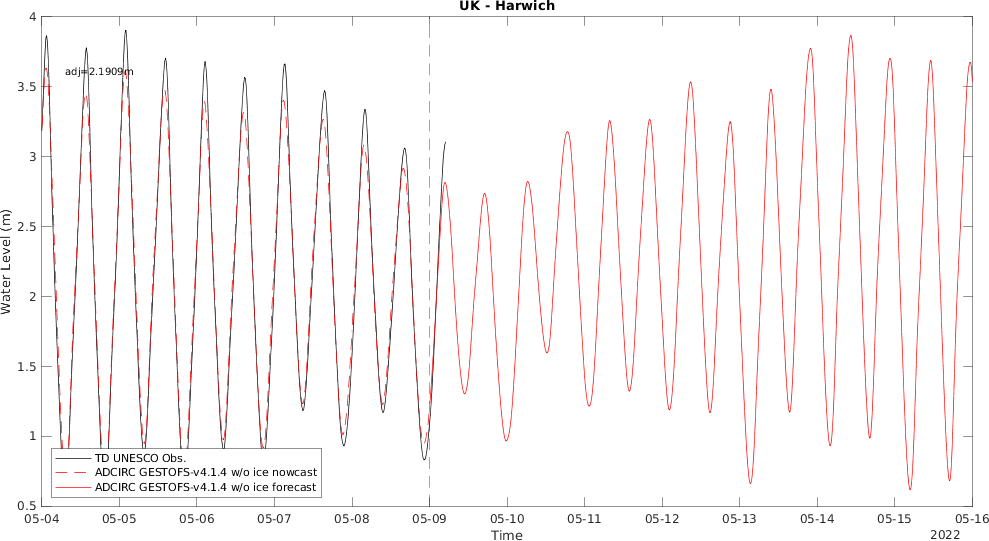 UK - Harwich
4
adj=2.1909m
3.5
3
2.5
2
1.5
1
0.5
Water Level (m)
TD UNESCO Obs.
ADCIRC GESTOFS-v4.1.4 w/o ice nowcast
ADCIRC GESTOFS-v4.1.4 w/o ice forecast
05-04 05-05 05-06 05-07 05-08 05-09 05-10 05-11 05-12 05-13 05-14 05-15 05-16
Time
2022